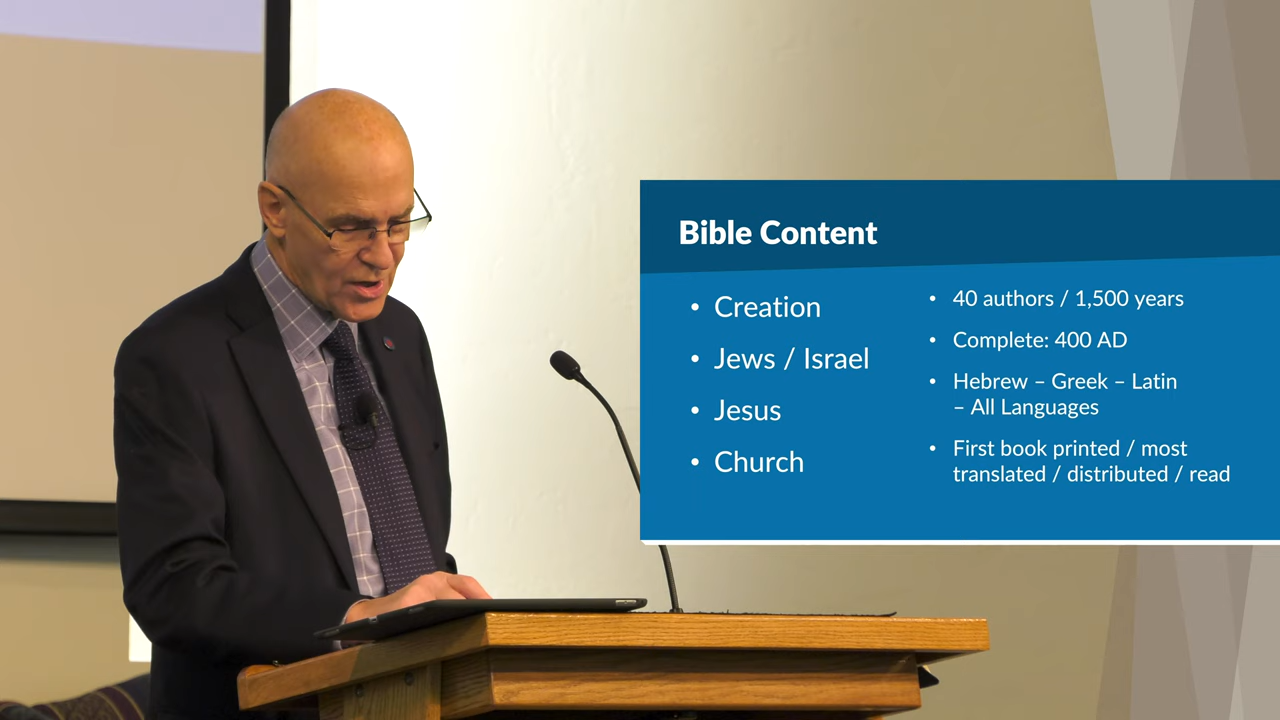 Bible Content
• Creation
• Jews / Israel
• Jesus
• Church
• 40 authors / 1,500 years
• Complete: 400 AD
• Hebrew – Greek – Latin
– All Languages
• First book printed / most
translated / distributed / read